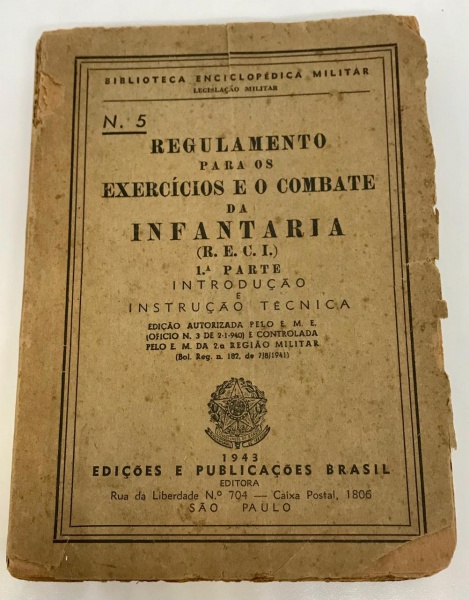 BIBLIOTECA ENCICLOPÉDICA MILITAR
LEGISLAÇÃO MILITAR
N. 5
REGULAMENTO
PARA OS
EXERCÍCIOS E O COMBATE
DA
INFANTARIA
(R. E. C. I.)
1.ª PARTE
INTRODUÇÃO
E
INSTRUÇÃO TÉCNICA
EDIÇÃO AUTORIZADA PELO E. M. E.
(OFICIO N. 3 DE 2-1-940) E CONTROLADA
PELO E. M. DA 2.a REGIÃO MILITAR
(Bol. Reg. n. 182, de 7/8/1941)
1943
EDIÇÕES E PUBLICAÇÕES BRASIL
EDITORA
Rua da Liberdade N.º 704 — Caixa Postal, 1806
SÃO PAULO